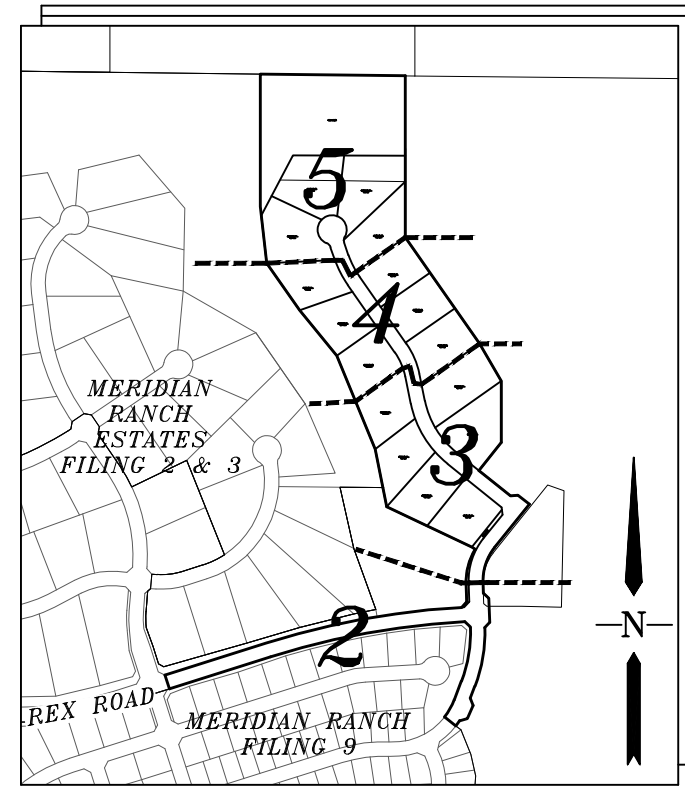 5
4
3
MERIDIAN
RANCH
ESTATES
FILING 2 & 3
N
2
REX ROAD
MERIDIAN RANCH
FILING 9